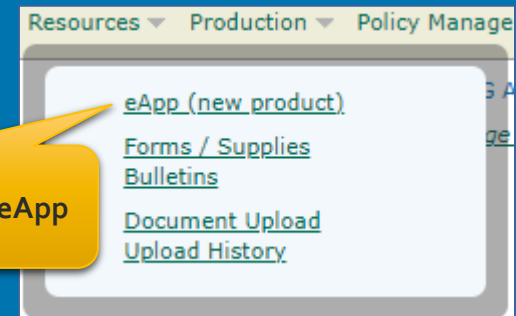 Resources Production Policy Manage
eApp (new product)
Forms / Supplies
Bulletins
Document Upload
Upload History
eApp